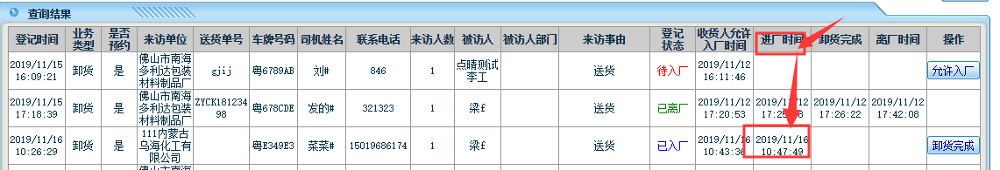 查询结果
登记时间 业务类型 是否预约 来访单位 送货单号 车牌号码 司机姓名 联系电话 来访人数 被访人 被访人部门 来访事由 登记状态 收货人允许入厂时间 进厂时间 卸货完成 离厂时间 操作
2019/11/15 16:09:21 卸货 是 佛山市南海多利达包装材料制品厂 gjij 粤6789AB 刘# 846 1 点晴测试李工 送货 待入厂 2019/11/12 16:11:46 允许入厂
2019/11/15 17:18:39 卸货 是 佛山市南海多利达包装材料制品厂 ZYCK18123498 粤678CDE 发的# 321323 1 梁f 送货 已离厂 2019/11/12 17:20:53 2019/11/12 2019/11/12 17:26:22 2019/11/12 17:42:08
2019/11/16 10:26:29 卸货 是 111内蒙古乌海化工有限公司 粤E349E3 菜菜# 15019686174 1 梁f 送货 已入厂 2019/11/16 10:43:36 2019/11/16 10:47:49 卸货完成